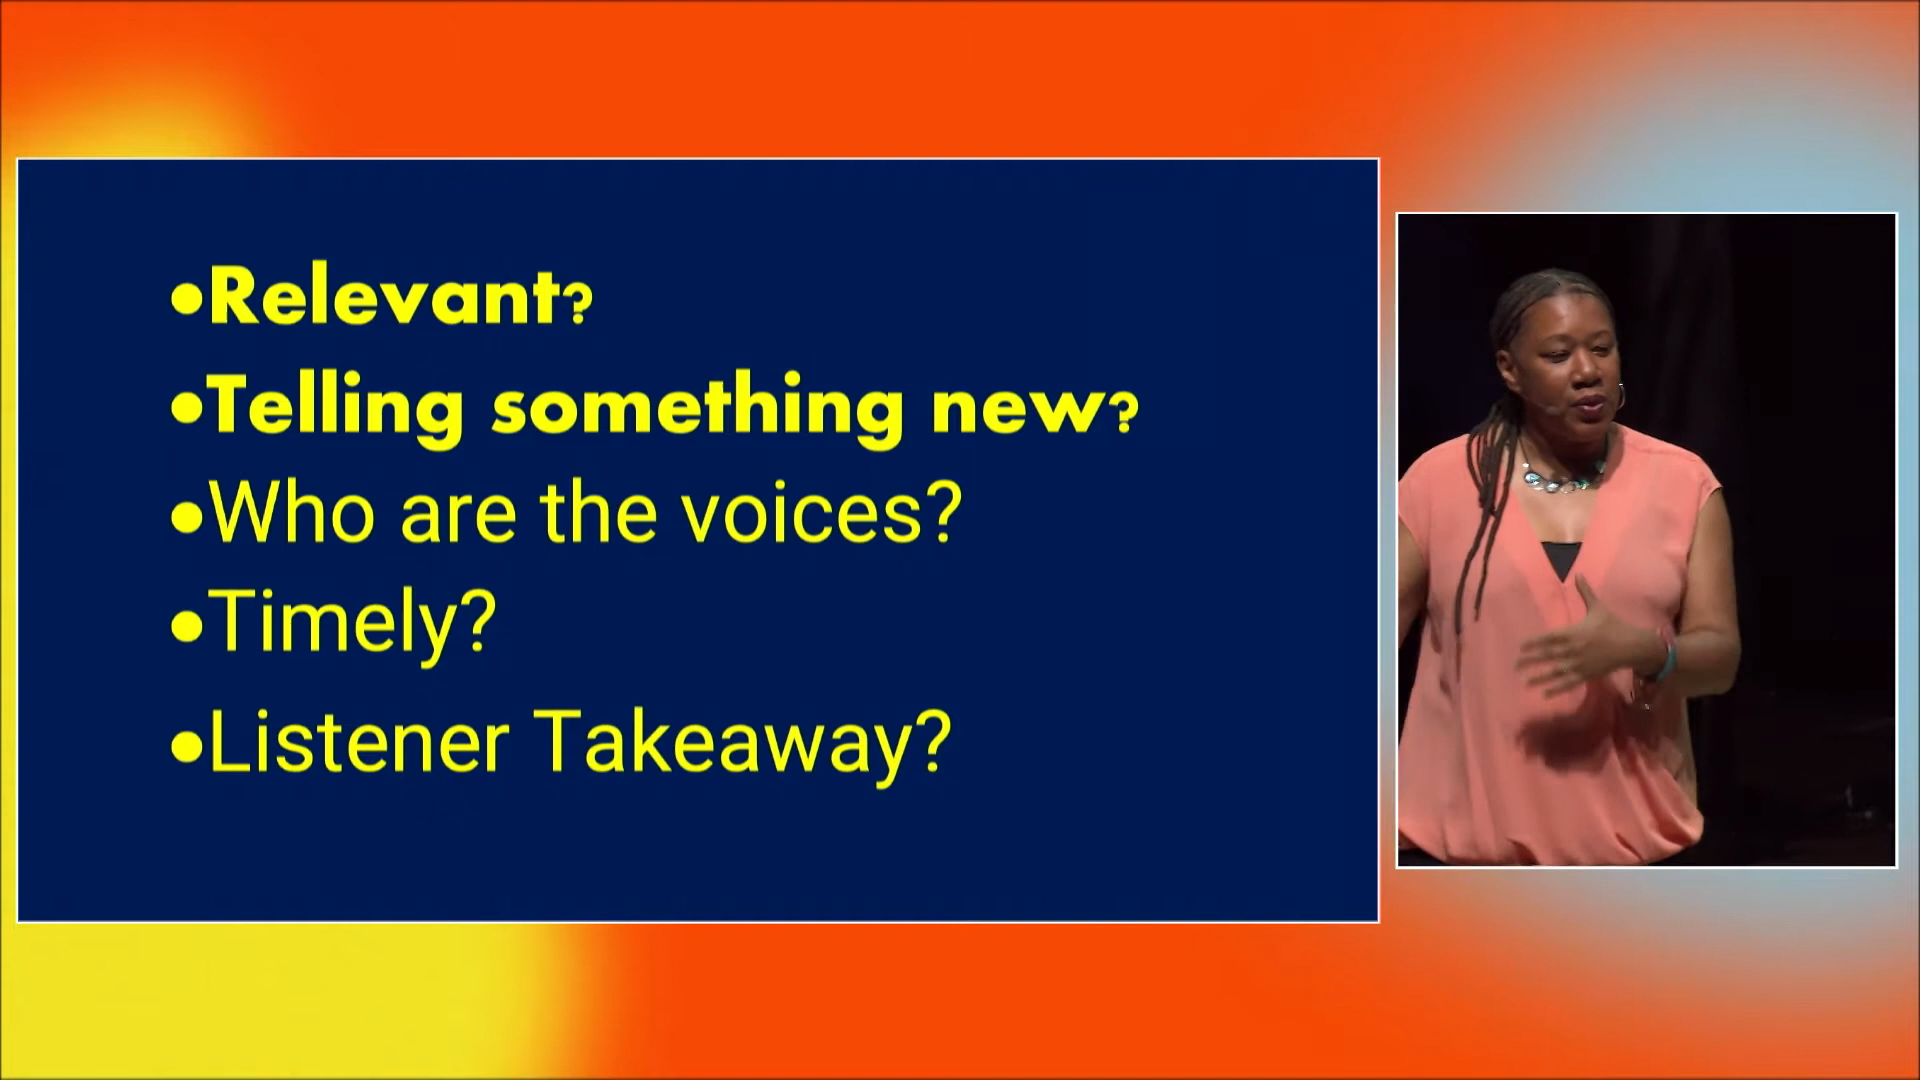 •Relevant?
•Telling something new?
•Who are the voices?
•Timely?
•Listener Takeaway?